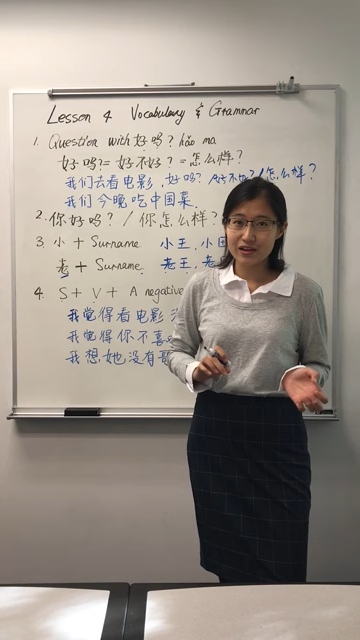 Lesson 4 Vocabulary & Grammar
1. Question with 好吗? hǎo ma
好吗?= 好不好? = 怎么样?
我们去看电影,好吗? /好不好? /怎么样?
我们今晚吃中国菜.
2. 你好吗? / 你怎么样?
3. 小 + Surname 小王, 小
老 + Surname 老王, 老
4. S + V + A negative
我觉得看电影
我觉得你不喜
我想她没有